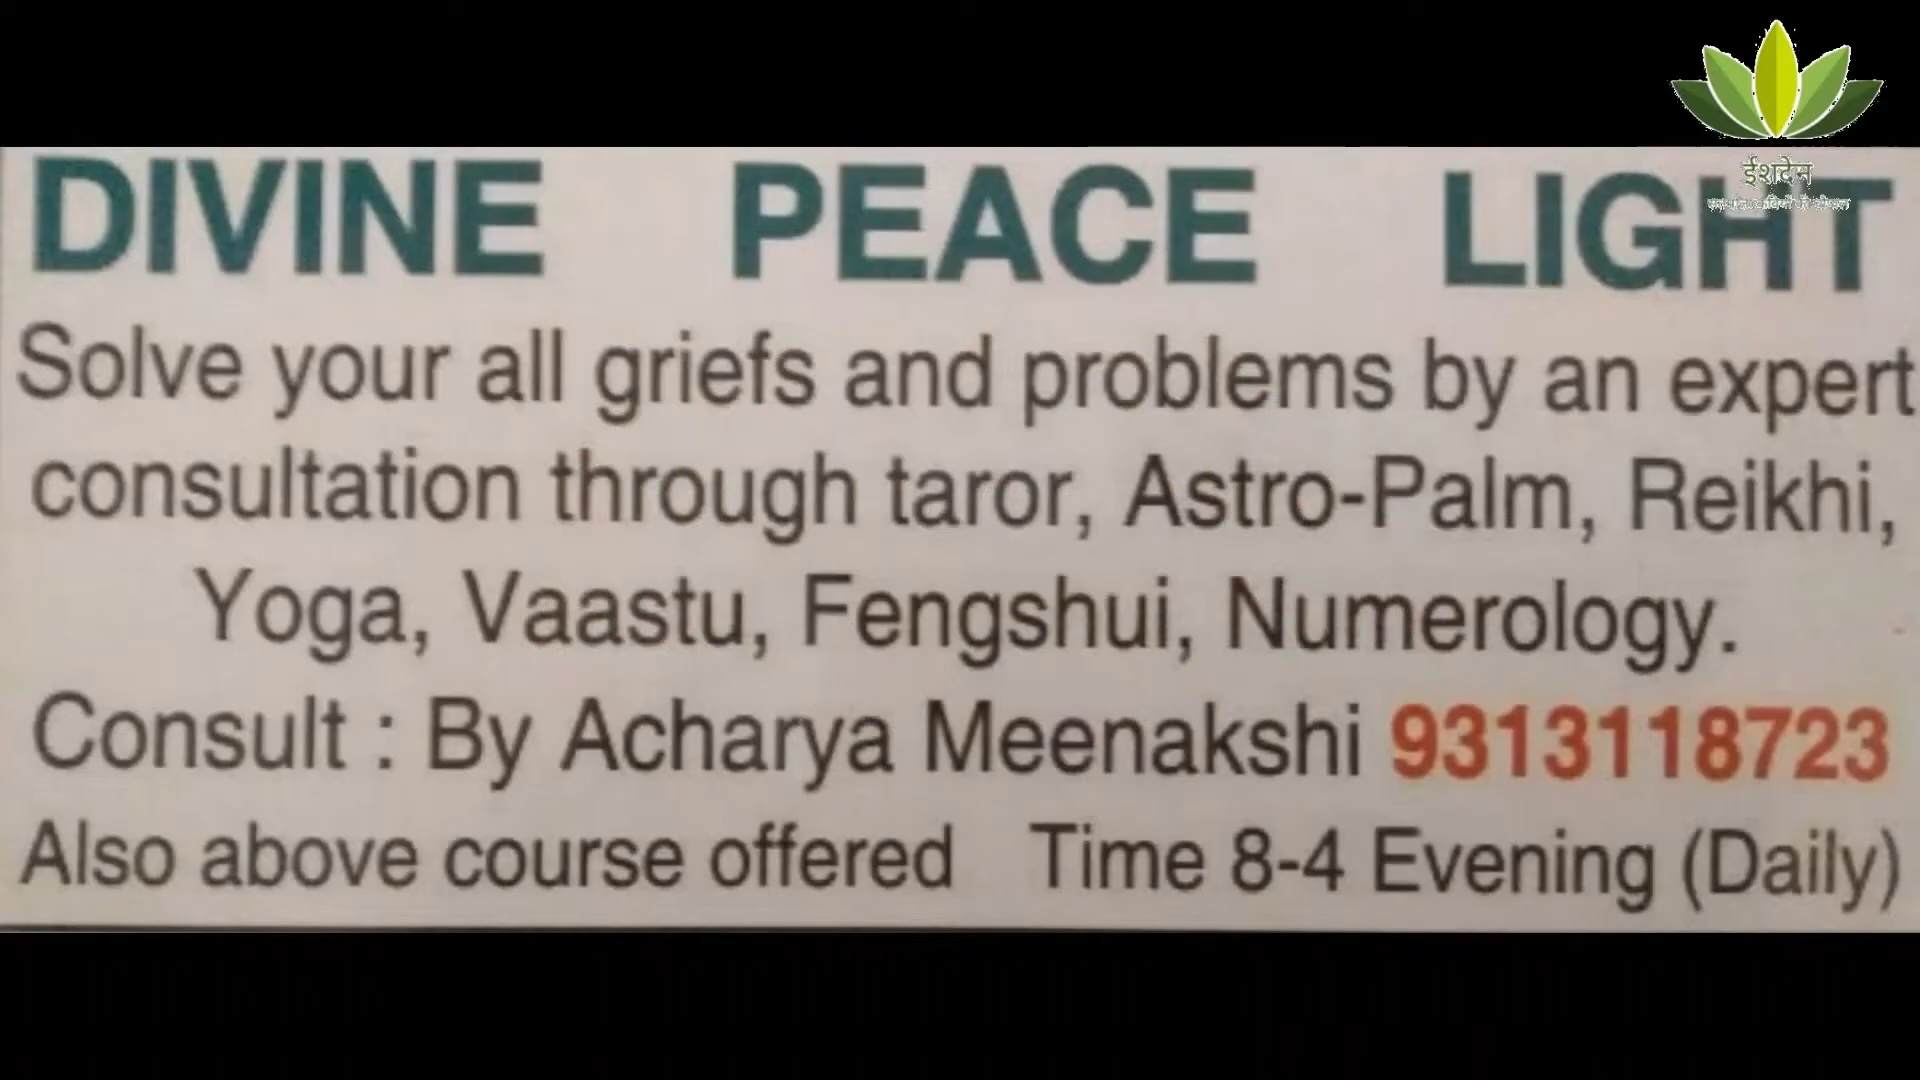 ईशदेन
DIVINE PEACE LIGHT
Solve your all griefs and problems by an expert
consultation through taror, Astro-Palm, Reikhi,
Yoga, Vaastu, Fengshui, Numerology.
Consult : By Acharya Meenakshi 9313118723
Also above course offered Time 8-4 Evening (Daily)